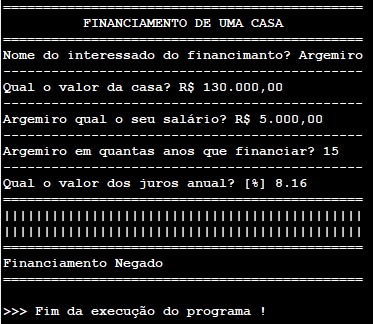 =============================================
FINANCIAMENTO DE UMA CASA
=============================================
Nome do interessado do financimanto? Argemiro
---------------------------------------------
Qual o valor da casa? R$ 130.000,00
---------------------------------------------
Argemiro qual o seu salário? R$ 5.000,00
---------------------------------------------
Argemiro em quantas anos que financiar? 15
---------------------------------------------
Qual o valor dos juros anual? [%] 8.16
=============================================
|||||||||||||||||||||||||||||||||||||||||||||
|||||||||||||||||||||||||||||||||||||||||||||
=============================================
Financiamento Negado
=============================================
>>> Fim da execução do programa !